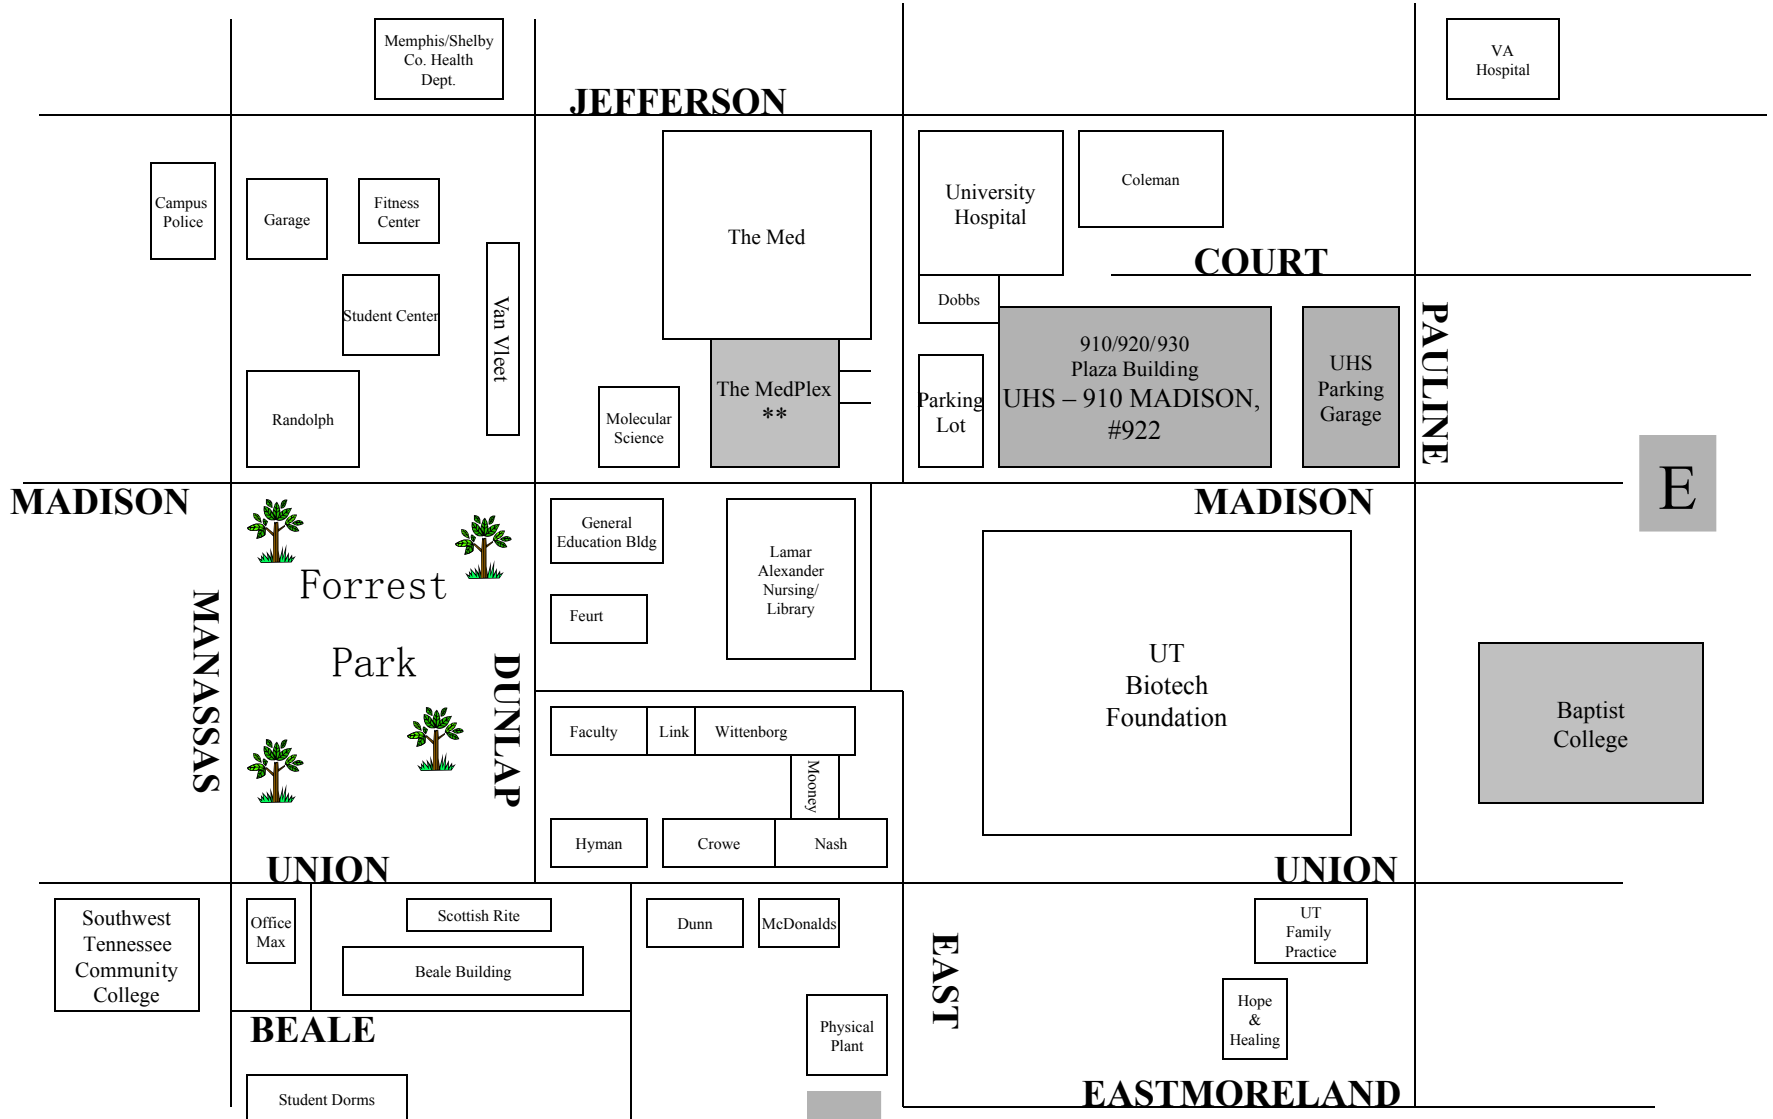 Memphis/Shelby
Co. Health
Dept.
VA
Hospital
JEFFERSON
Campus
Police
Garage
Fitness
Center
Student Center
Van Vleet
Randolph
The Med
The MedPlex
**
Molecular
Science
University
Hospital
Coleman
COURT
Dobbs
Parking
Lot
910/920/930
Plaza Building
UHS – 910 MADISON,
#922
UHS
Parking
Garage
PAULINE
E
MADISON
MADISON
Forrest
Park
MANASSAS
DUNLAP
General
Education Bldg
Feurt
Lamar
Alexander
Nursing/
Library
Faculty
Link
Wittenborg
Mooney
Hyman
Crowe
Nash
UT
Biotech
Foundation
Baptist
College
UNION
UNION
Southwest
Tennessee
Community
College
Office
Max
Scottish Rite
Beale Building
Dunn
McDonalds
EAST
UT
Family
Practice
Hope
&
Healing
Physical
Plant
BEALE
Student Dorms
EASTMORELAND